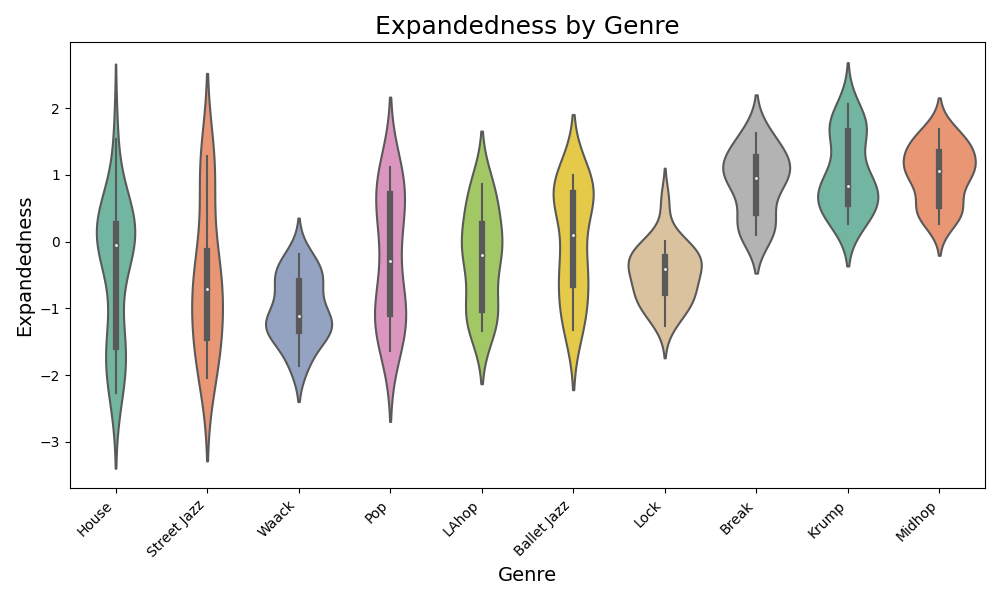 Expandedness by Genre
Expandedness
2
1
0
−1
−2
−3
House
Street Jazz
Waack
Pop
LAhop
Ballet Jazz
Lock
Break
Krump
Midhop
Genre